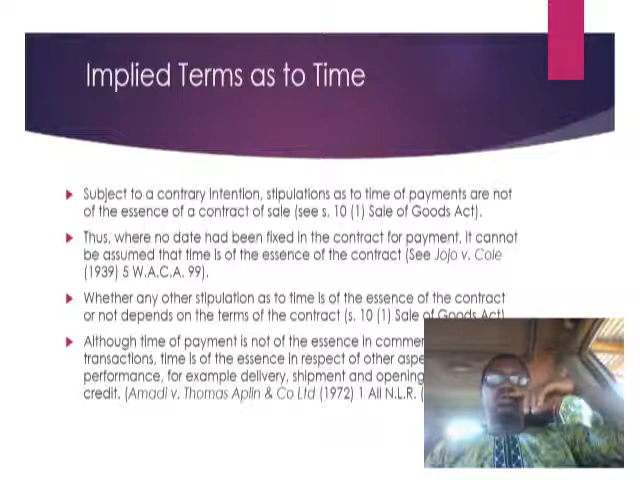 Implied Terms as to Time
Subject to a contrary intention, stipulations as to time of payments are not
of the essence of a contract of sale (see s. 10 (1) Sale of Goods Act).
Thus, where no date had been fixed in the contract for payment, it cannot
be assumed that time is of the essence of the contract (See Jojo v. Cole
(1939) 5 W.A.C.A. 99).
Whether any other stipulation as to time is of the essence of the contract
or not depends on the terms of the contract (s. 10 (1) Sale of Goods Act)
Although time of payment is not of the essence in
transactions, time is of the essence in respect of other
performance, for example delivery, shipment and opening
credit. (Amadi v. Thomas Aplin & Co Ltd (1972) 1 All N.L.R. (